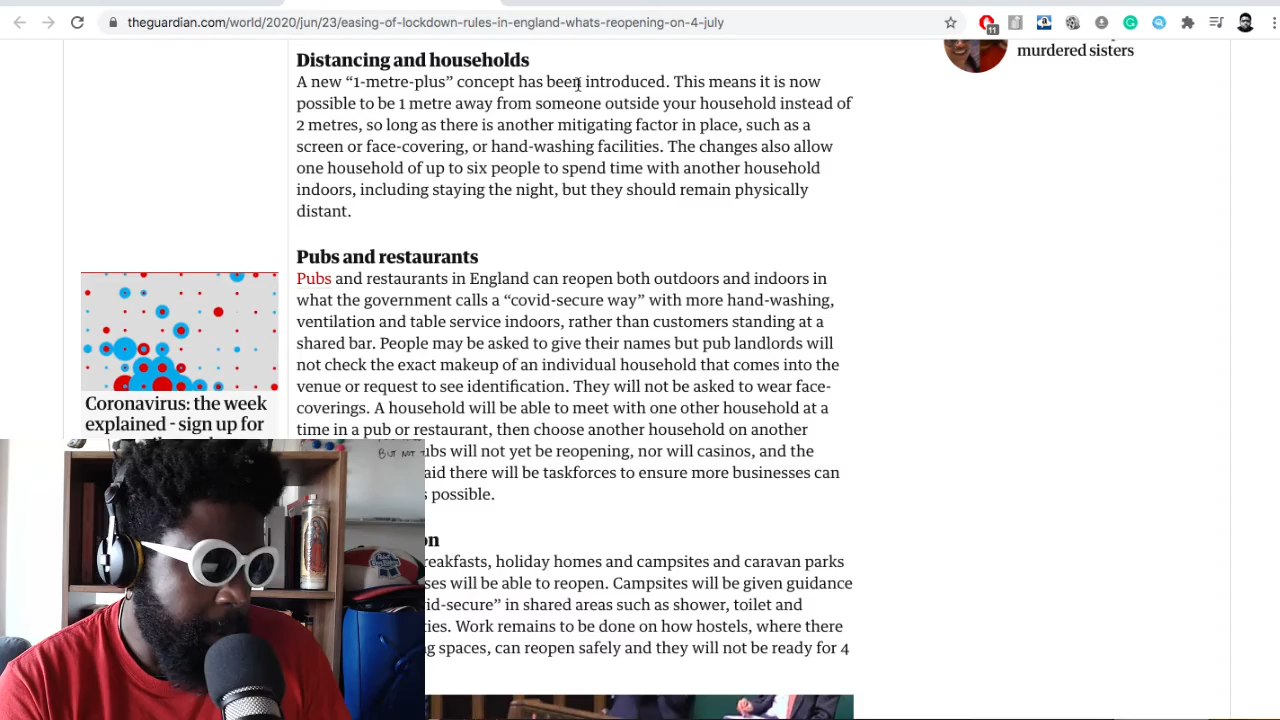 theguardian.com/world/2020/jun/23/easing-of-lockdown-rules-in-england-whats-reopening-on-4-july
11
murdered sisters
Distancing and households
A new “1-metre-plus” concept has been introduced. This means it is now
possible to be 1 metre away from someone outside your household instead of
2 metres, so long as there is another mitigating factor in place, such as a
screen or face-covering, or hand-washing facilities. The changes also allow
one household of up to six people to spend time with another household
indoors, including staying the night, but they should remain physically
distant.
Pubs and restaurants
Pubs and restaurants in England can reopen both outdoors and indoors in
what the government calls a “covid-secure way” with more hand-washing,
ventilation and table service indoors, rather than customers standing at a
shared bar. People may be asked to give their names but pub landlords will
not check the exact makeup of an individual household that comes into the
venue or request to see identification. They will not be asked to wear face-
coverings. A household will be able to meet with one other household at a
time in a pub or restaurant, then choose another household on another
ubs will not yet be reopening, nor will casinos, and the
aid there will be taskforces to ensure more businesses can
s possible.
on
reakfasts, holiday homes and campsites and caravan parks
ses will be able to reopen. Campsites will be given guidance
id-secure” in shared areas such as shower, toilet and
ties. Work remains to be done on how hostels, where there
g spaces, can reopen safely and they will not be ready for 4
Coronavirus: the week
explained - sign up for
BUT NOT